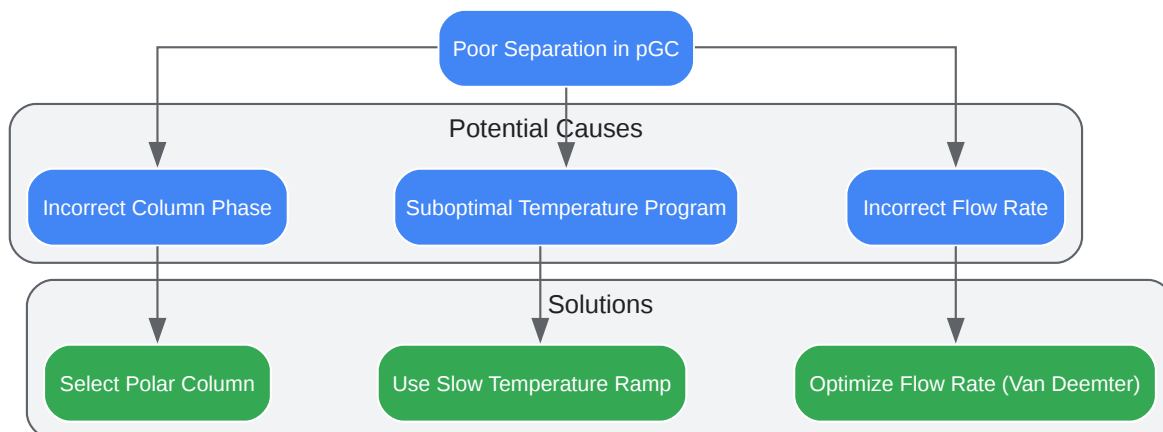 Poor Separation in pGC
Potential Causes
Incorrect Column Phase
Suboptimal Temperature Program
Incorrect Flow Rate
Solutions
Select Polar Column
Use Slow Temperature Ramp
Optimize Flow Rate (Van Deemter)